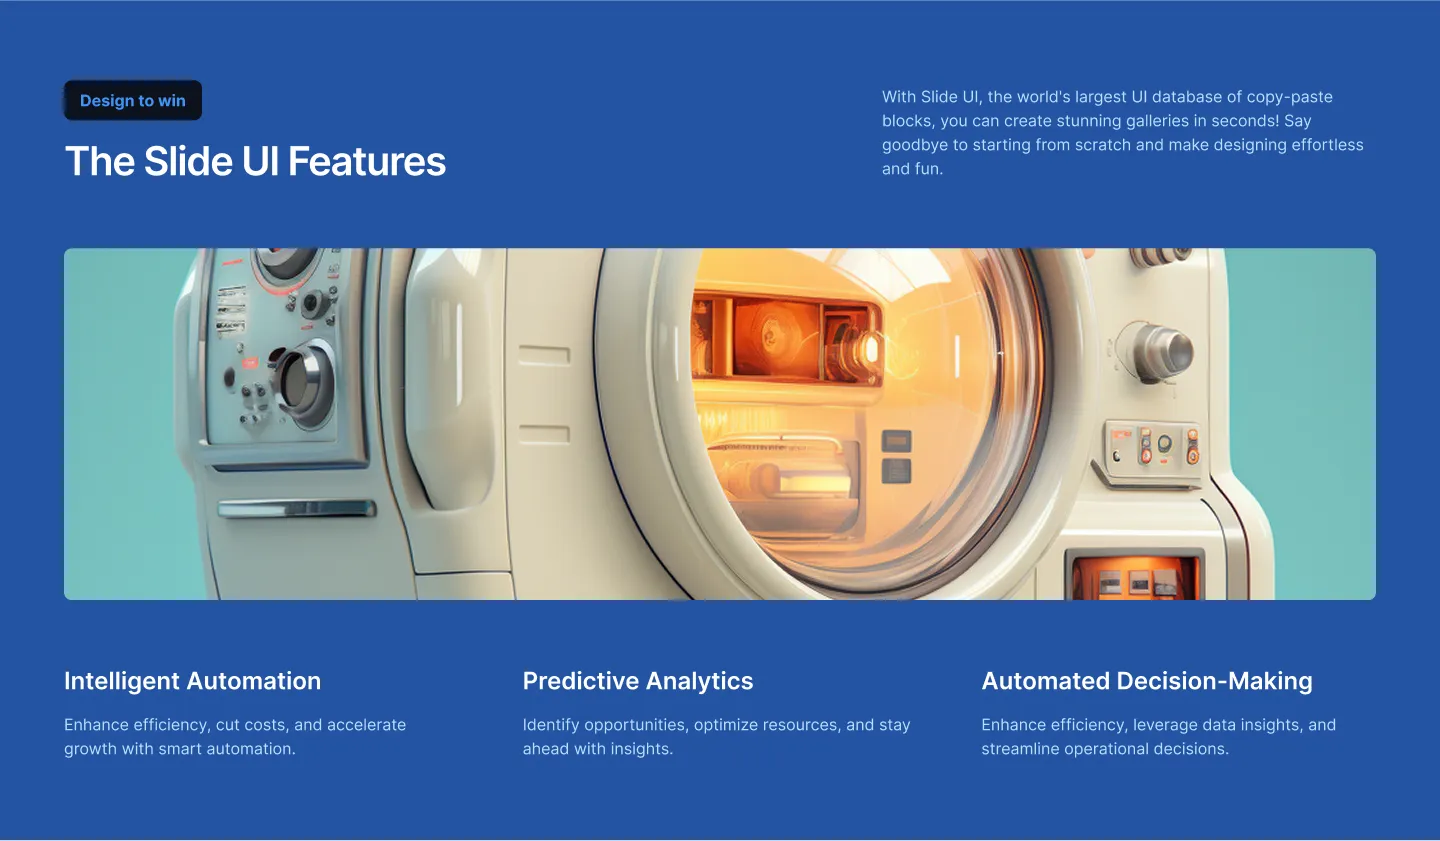 Design to win
The Slide UI Features
With Slide UI, the world's largest UI database of copy-paste
blocks, you can create stunning galleries in seconds! Say
goodbye to starting from scratch and make designing effortless
and fun.
Intelligent Automation
Enhance efficiency, cut costs, and accelerate
growth with smart automation.
Predictive Analytics
Identify opportunities, optimize resources, and stay
ahead with insights.
Automated Decision-Making
Enhance efficiency, leverage data insights, and
streamline operational decisions.